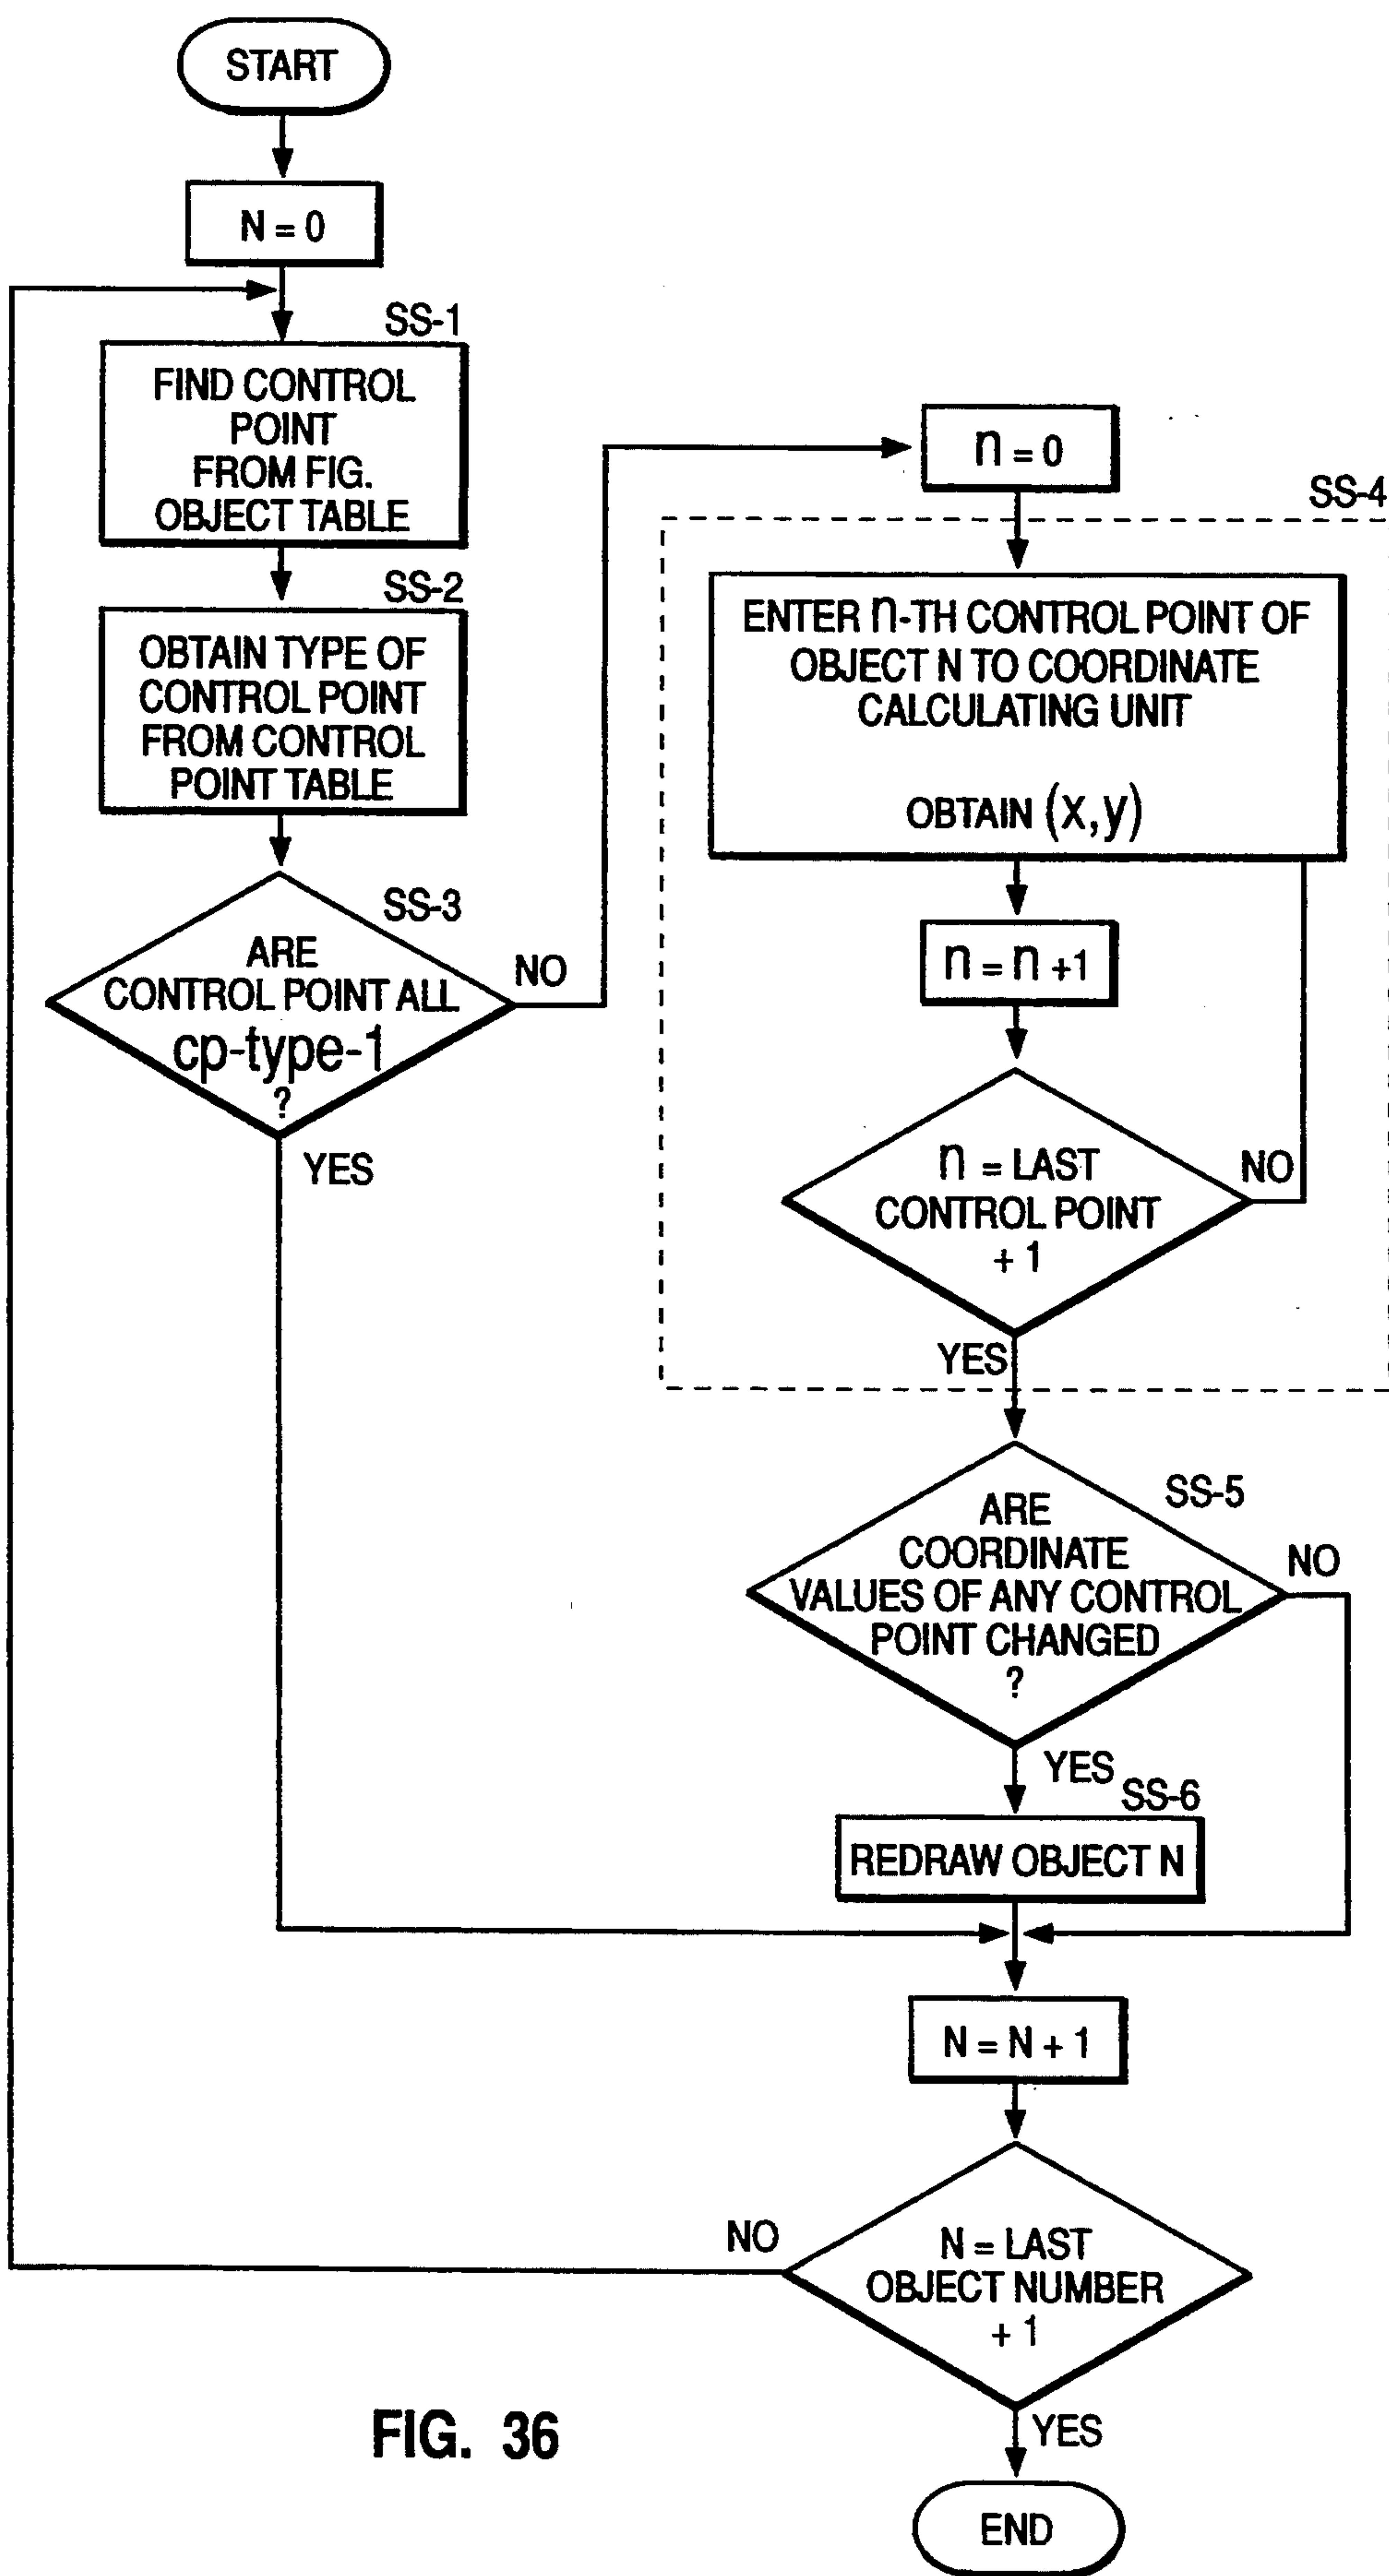 START
N = 0
SS-1
FIND CONTROL
POINT
FROM FIG.
OBJECT TABLE
SS-2
OBTAIN TYPE OF
CONTROL POINT
FROM CONTROL
POINT TABLE
SS-3
ARE
CONTROL POINT ALL
cp-type-1
?
NO
YES
n = 0
SS-4
ENTER n-TH CONTROL POINT OF
OBJECT N TO COORDINATE
CALCULATING UNIT
OBTAIN (x,y)
n = n +1
n = LAST
CONTROL POINT
+ 1
NO
YES
SS-5
ARE
COORDINATE
VALUES OF ANY CONTROL
POINT CHANGED
?
NO
YES
SS-6
REDRAW OBJECT N
N = N + 1
N = LAST
OBJECT NUMBER
+ 1
NO
YES
END
FIG. 36